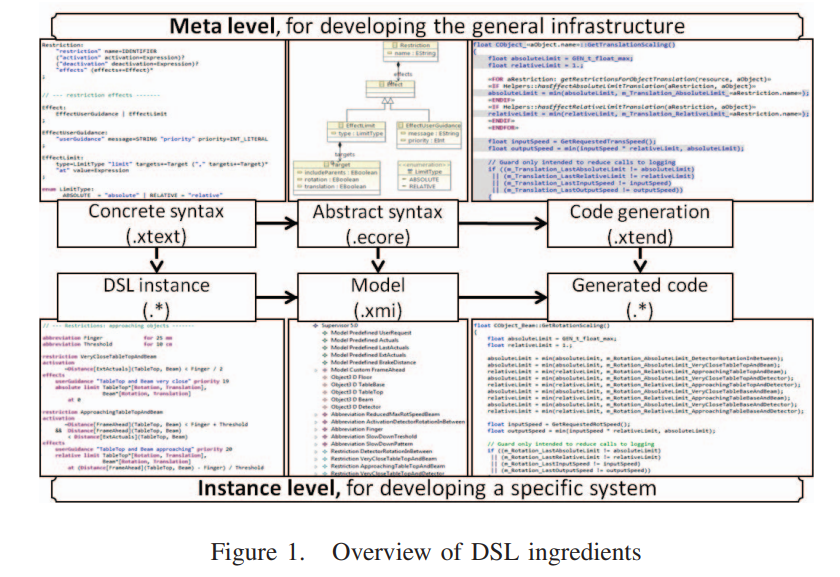 Meta level, for developing the general infrastructure
Restriction:
"restriction" name=IDENTIFIER
("activation" activation=Expression)?
("deactivation" deactivation=Expression)?
"effects" (effects+=Effect)*
;
// --- restriction effects -------
Effect:
EffectUserGuidance | EffectLimit
;
EffectUserGuidance:
"userGuidance" message=STRING "priority" priority=INT_LITERAL
;
EffectLimit:
type=LimitType "limit" targets+=Target ("," targets+=Target)*
"at" value=Expression
;
enum LimitType:
ABSOLUTE = "absolute" | RELATIVE = "relative"
Restriction
name : EString
effects
Effect
EffectLimit
type : LimitType
EffectUserGuidance
message : EString
priority : EInt
targets
Target
includeParents : EBoolean
rotation : EBoolean
translation : EBoolean
<<enumeration>>
LimitType
ABSOLUTE
RELATIVE
float CObject_«aObject.name»::GetTranslationScaling()
{
float absoluteLimit = GEN_t_float_max;
float relativeLimit = 1.;
«FOR aRestriction: getRestrictionsForObjectTranslation(resource, aObject)»
«IF Helpers::hasEffectAbsoluteLimitTranslation(aRestriction, aObject)»
absoluteLimit = min(absoluteLimit, m_Translation_AbsoluteLimit_«aRestriction.name»);
«ENDIF»
«IF Helpers::hasEffectRelativeLimitTranslation(aRestriction, aObject)»
relativeLimit = min(relativeLimit, m_Translation_RelativeLimit_«aRestriction.name»);
«ENDIF»
«ENDFOR»
float inputSpeed = GetRequestedTransSpeed();
float outputSpeed = min(inputSpeed * relativeLimit, absoluteLimit);
// Guard only intended to reduce calls to logging
if ((m_Translation_LastAbsoluteLimit != absoluteLimit)
|| (m_Translation_LastRelativeLimit != relativeLimit)
|| (m_Translation_LastInputSpeed != inputSpeed)
|| (m_Translation_LastOutputSpeed != outputSpeed))
{
Concrete syntax
(.xtext)
Abstract syntax
(.ecore)
Code generation
(.xtend)
DSL instance
(.*)
Model
(.xmi)
Generated code
(.*)
// --- Restrictions: approaching objects -------
abbreviation Finger for 25 mm
abbreviation Threshold for 10 cm
restriction VeryCloseTableTopAndBeam
activation
-Distance[ExtActuals](TableTop, Beam) < Finger / 2
effects
userGuidance "TableTop and Beam very close" priority 19
absolute limit TableTop*[Rotation, Translation],
Beam*[Rotation, Translation]
at 0
restriction ApproachingTableTopAndBeam
activation
-Distance[FrameAhead](TableTop, Beam) < Finger + Threshold
&& Distance[FrameAhead](TableTop, Beam)
< Distance[ExtActuals](TableTop, Beam)
effects
userGuidance "TableTop and Beam approaching" priority 20
relative limit TableTop*[Rotation, Translation],
Beam*[Rotation, Translation]
at (Distance[FrameAhead](TableTop, Beam) - Finger) / Threshold
Supervisor 5.0
Model Predefined UserRequest
Model Predefined Actuals
Model Predefined LastActuals
Model Predefined ExtActuals
Model Predefined BrakeDistance
Model Custom FrameAhead
Object3 D Floor
Object3 D TableBase
Object3 D TableTop
Object3 D Beam
Object3 D Detector
Abbreviation ReducedMaxRotSpeedBeam
Abbreviation ActivationDetectorRotationInBetween
Abbreviation Finger
Abbreviation SlowDownTreshold
Abbreviation SlowDownPattern
Restriction DetectorRotationInBetween
Restriction VeryCloseTableTopAndBeam
Restriction ApproachingTableTopAndBeam
Restriction VeryCloseTableTopAndDetector
float CObject_Beam::GetRotationScaling()
{
float absoluteLimit = GEN_t_float_max;
float relativeLimit = 1.;
absoluteLimit = min(absoluteLimit, m_Rotation_AbsoluteLimit_DetectorRotationInBetween);
absoluteLimit = min(absoluteLimit, m_Rotation_AbsoluteLimit_VeryCloseTableTopAndBeam);
relativeLimit = min(relativeLimit, m_Rotation_RelativeLimit_ApproachingTableTopAndBeam);
absoluteLimit = min(absoluteLimit, m_Rotation_AbsoluteLimit_VeryCloseTableTopAndDetector);
relativeLimit = min(relativeLimit, m_Rotation_RelativeLimit_ApproachingTableTopAndDetector);
absoluteLimit = min(absoluteLimit, m_Rotation_AbsoluteLimit_VeryCloseTableBaseAndBeam);
relativeLimit = min(relativeLimit, m_Rotation_RelativeLimit_ApproachingTableBaseAndBeam);
absoluteLimit = min(absoluteLimit, m_Rotation_AbsoluteLimit_VeryCloseTableBaseAndDetector);
relativeLimit = min(relativeLimit, m_Rotation_RelativeLimit_ApproachingTableBaseAndDetector);
float inputSpeed = GetRequestedRotSpeed();
float outputSpeed = min(inputSpeed * relativeLimit, absoluteLimit);
// Guard only intended to reduce calls to logging
if ((m_Rotation_LastAbsoluteLimit != absoluteLimit)
|| (m_Rotation_LastRelativeLimit != relativeLimit)
|| (m_Rotation_LastInputSpeed != inputSpeed)
|| (m_Rotation_LastOutputSpeed != outputSpeed))
Instance level, for developing a specific system
Figure 1. Overview of DSL ingredients